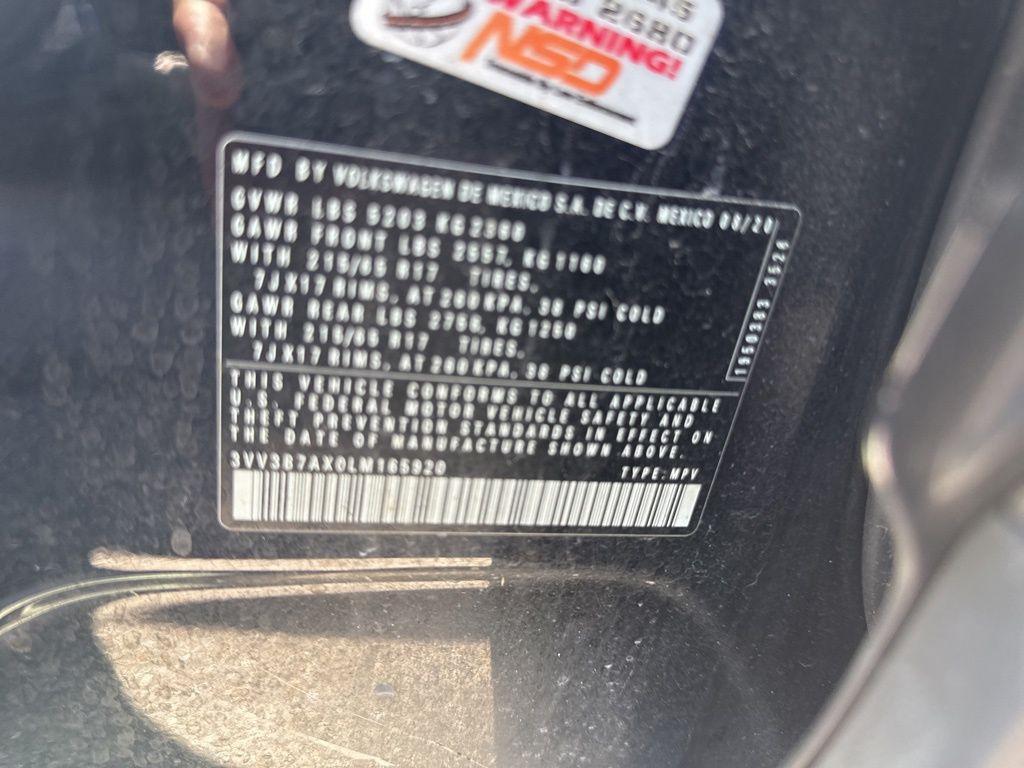 2680
WARNING!
NSD
MFD BY VOLKSWAGEN DE MEXICO S.A. DE C.V. MEXICO 03/20
GVWR LBS 5203 KG 2360
GAWR FRONT LBS 2557, KG 1160
WITH 215/65 R17 TIRES,
7JX17 RIMS, AT 260 KPA, 38 PSI COLD
GAWR REAR LBS 2756, KG 1250
WITH 215/65 R17 TIRES,
7JX17 RIMS, AT 260 KPA, 38 PSI COLD
THIS VEHICLE CONFORMS TO ALL APPLICABLE
U.S. FEDERAL MOTOR VEHICLE SAFETY AND
THEFT PREVENTION STANDARDS IN EFFECT ON
THE DATE OF MANUFACTURE SHOWN ABOVE.
3VV3B7AX0LM165920 TYPE: MPV